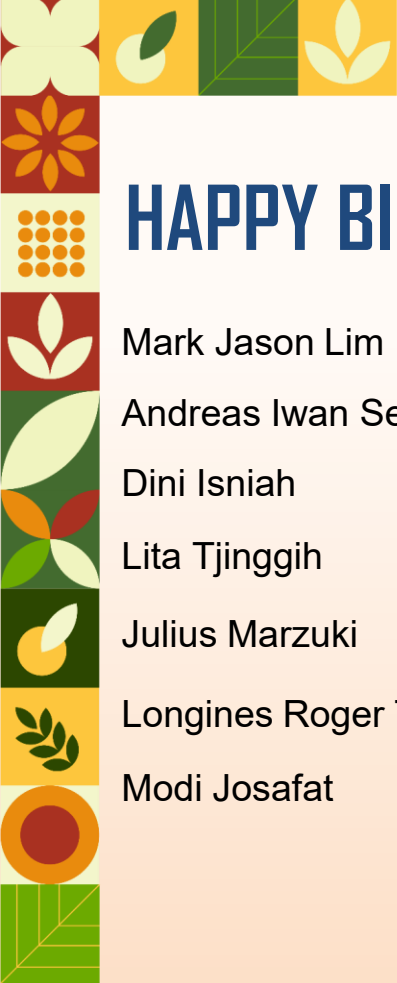 HAPPY BI
Mark Jason Lim
Andreas Iwan Se
Dini Isniah
Lita Tjinggih
Julius Marzuki
Longines Roger
Modi Josafat